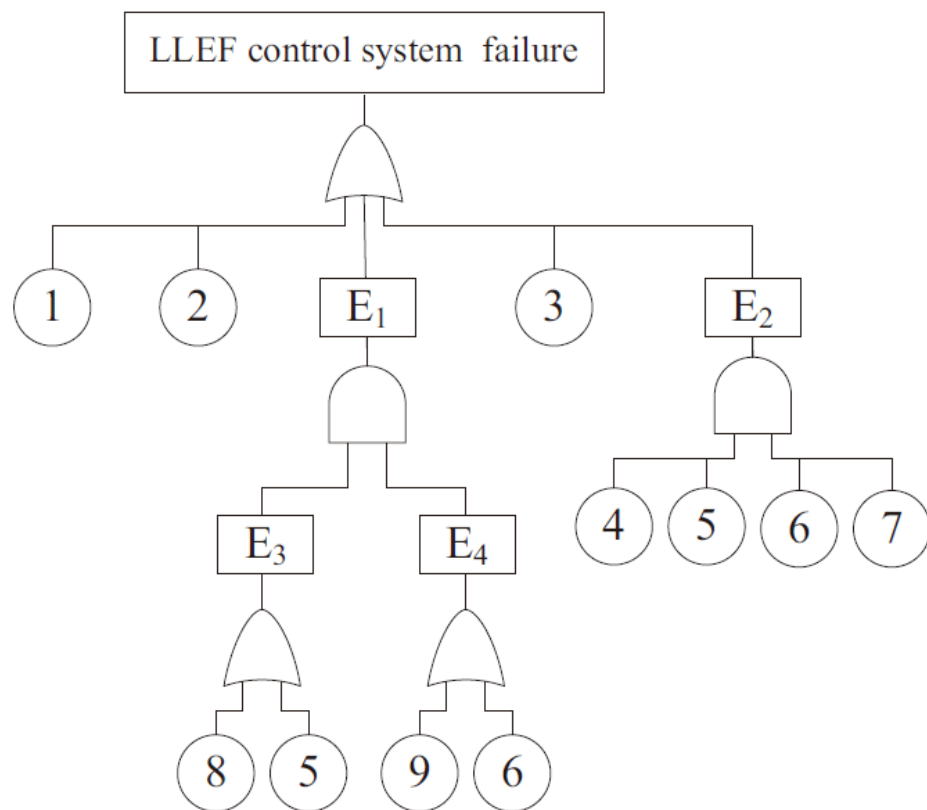 LLEF control system failure
1 2 E₁ 3 E₂
4 5 6 7
E₃ E₄
8 5 9 6